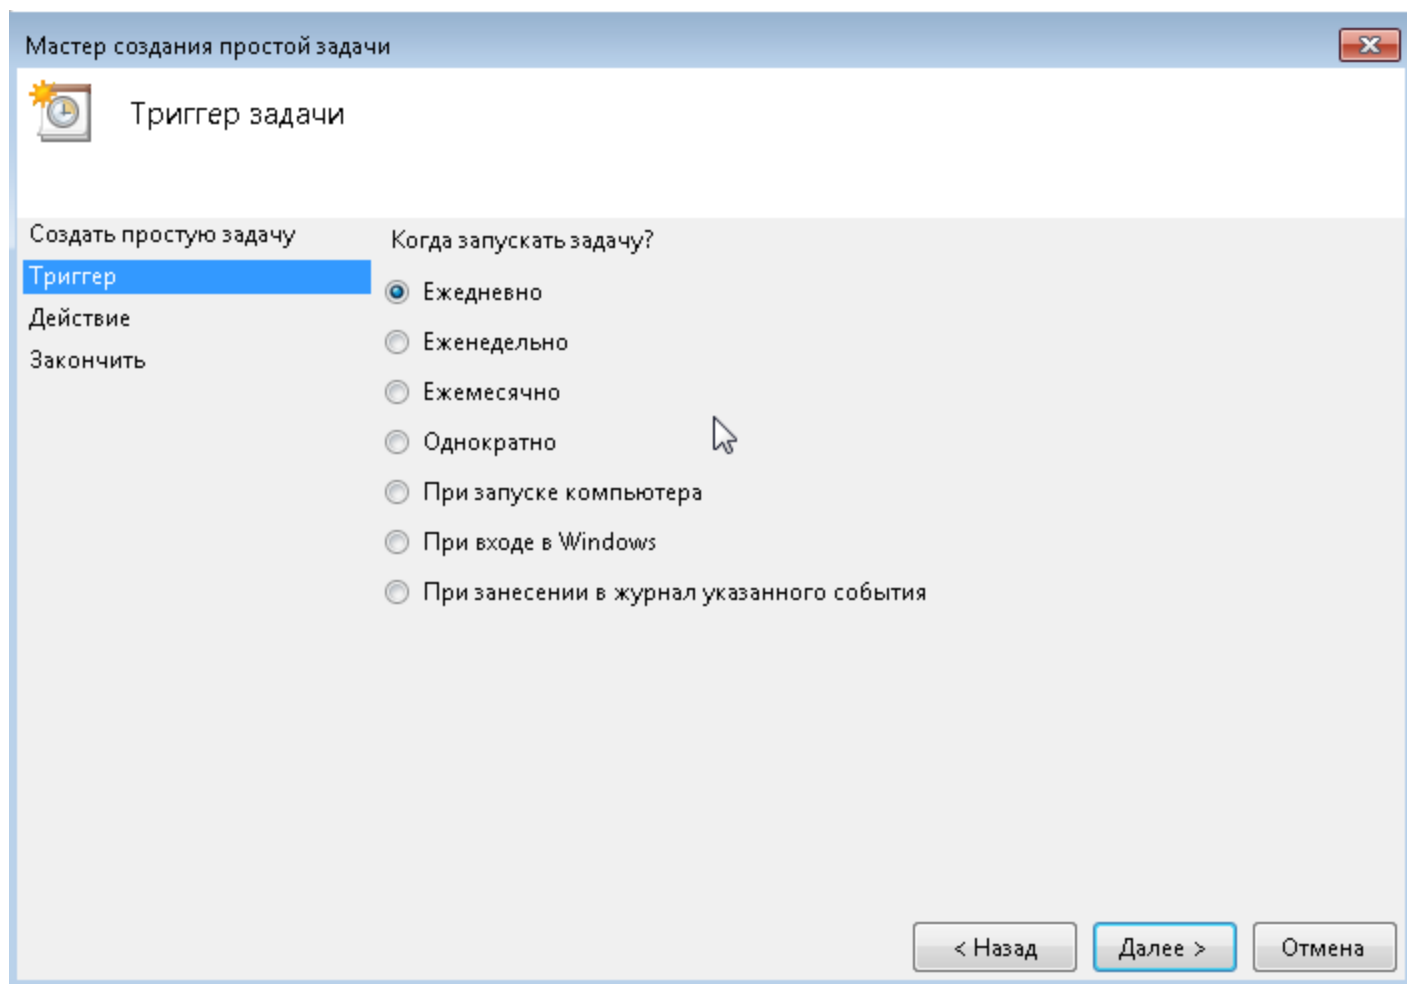 Мастер создания простой задачи
Триггер задачи
Создать простую задачу
Триггер
Действие
Закончить
Когда запускать задачу?
Ежедневно
Еженедельно
Ежемесячно
Однократно
При запуске компьютера
При входе в Windows
При занесении в журнал указанного события
< Назад
Далее >
Отмена